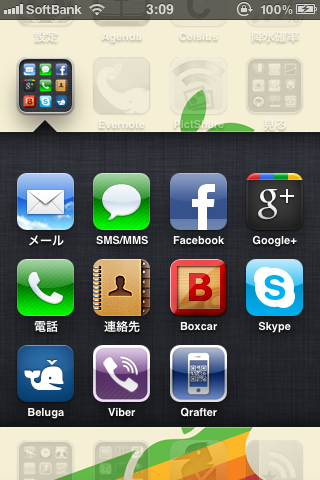 SoftBank 3:09 100%
設定 Agenda Celsius 降水確率
Evernote PictShare 見る
g+
メール SMS/MMS Facebook Google+
B
電話 連絡先 Boxcar Skype
Beluga Viber Qrafter